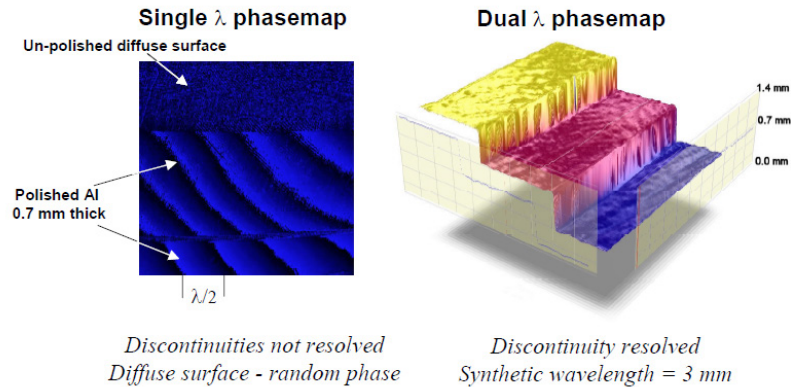 Single λ phasemap
Un-polished diffuse surface
Polished Al
0.7 mm thick
λ/2
Discontinuities not resolved
Diffuse surface - random phase
Dual λ phasemap
1.4 mm
0.7 mm
0.0 mm
Discontinuity resolved
Synthetic wavelength = 3 mm